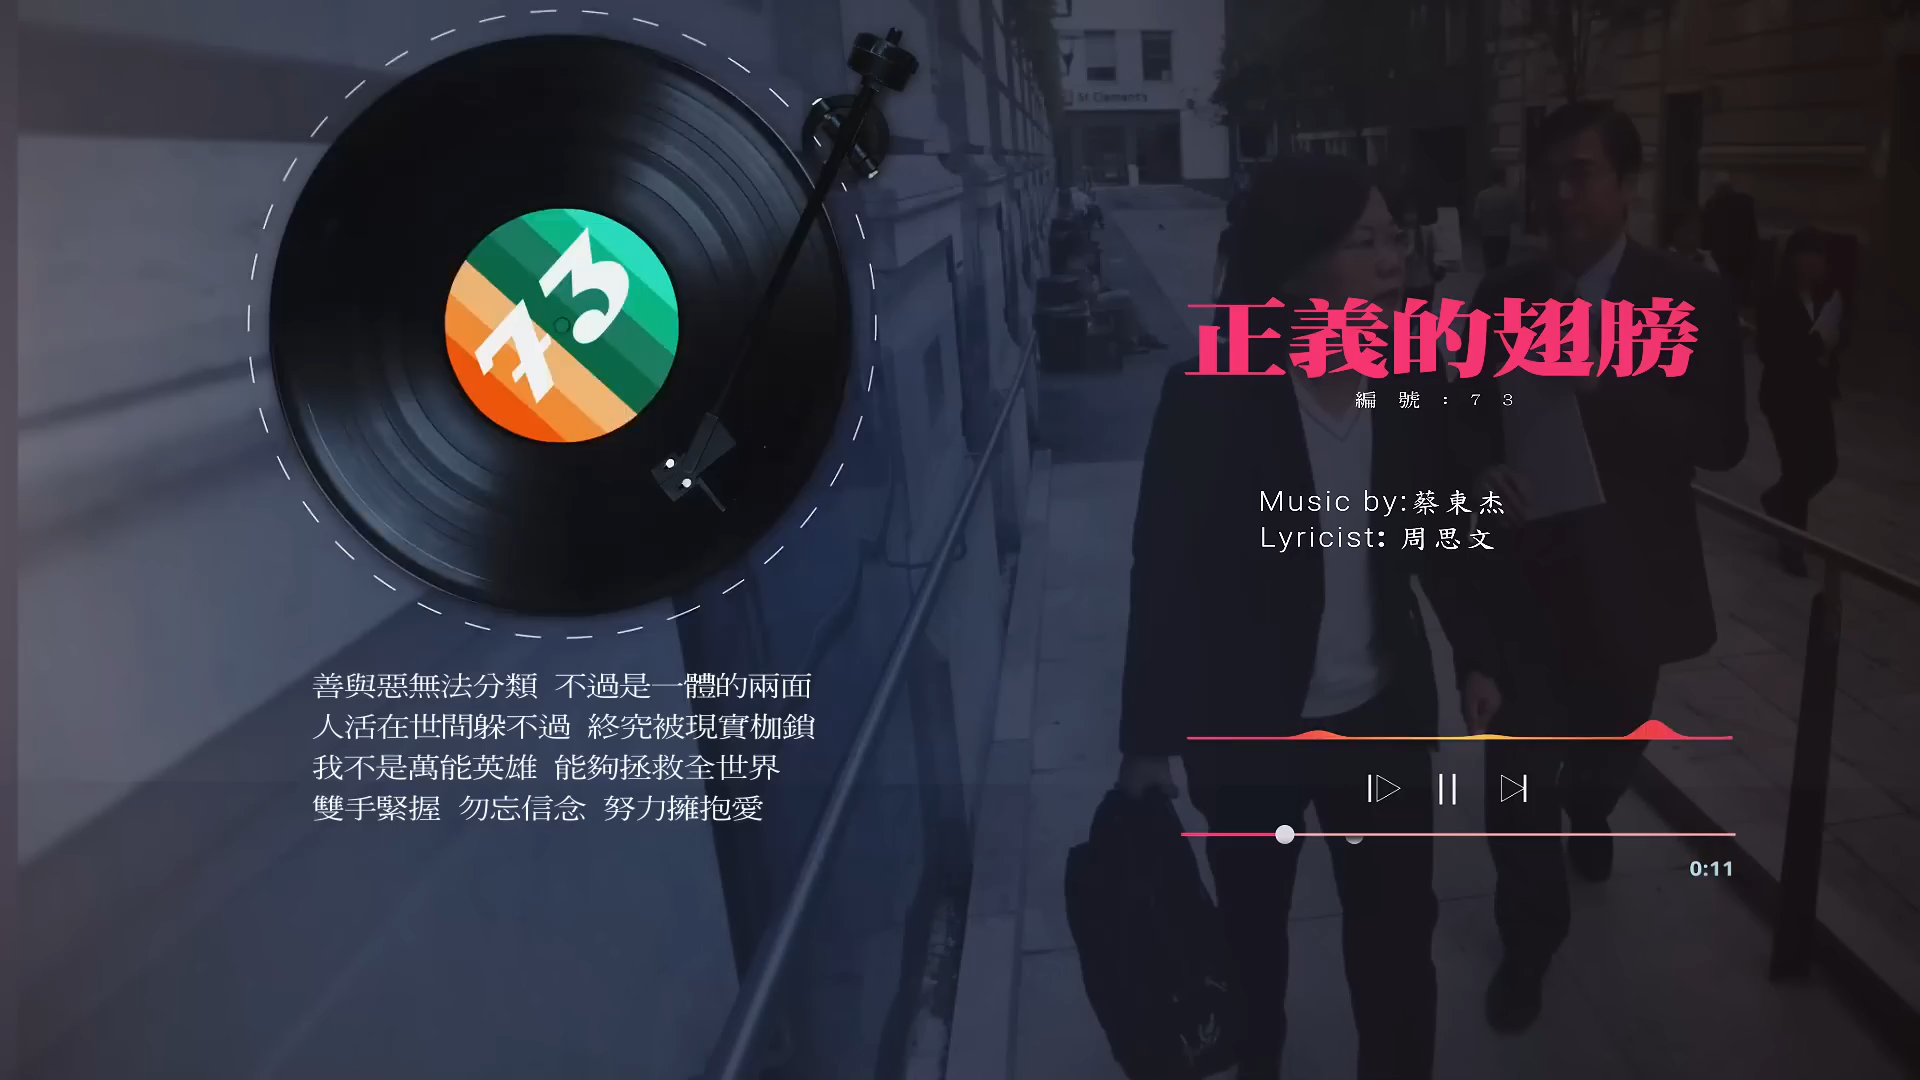 73
善與惡無法分類 不過是一體的兩面
人活在世間躲不過 終究被現實枷鎖
我不是萬能英雄 能夠拯救全世界
雙手緊握 勿忘信念 努力擁抱愛
正義的翅膀
編號:73
Music by:蔡東杰
Lyricist: 周思文
0:11